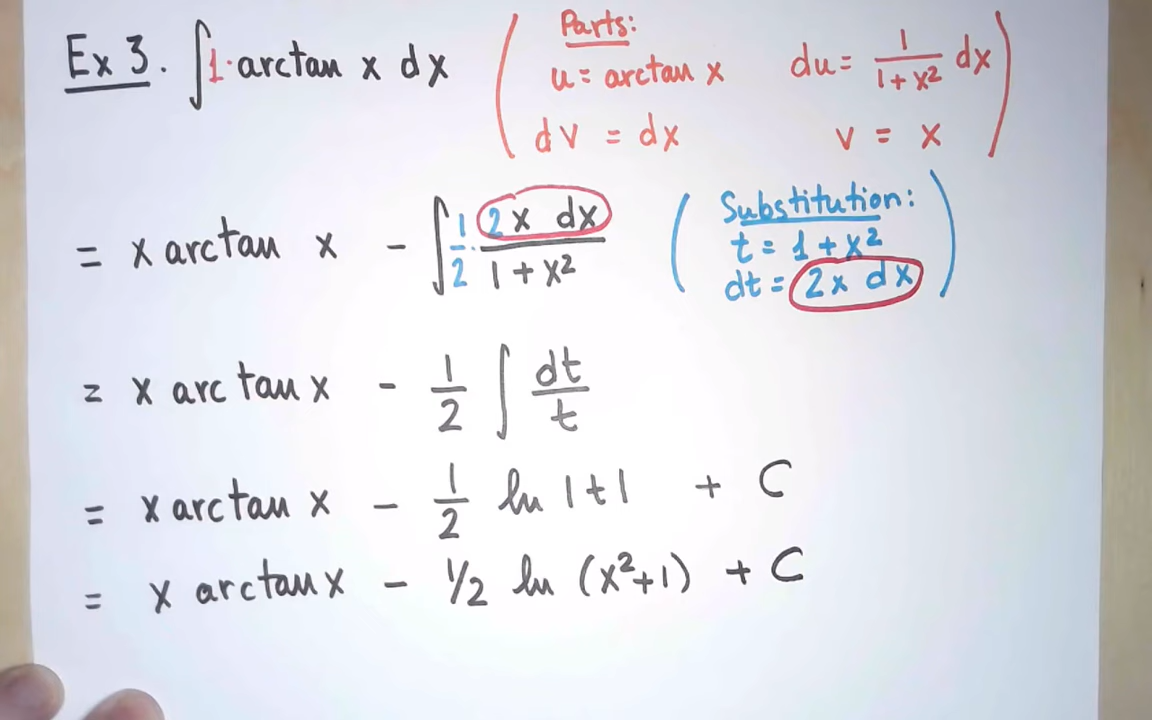 Ex 3. ∫1·arctan x dx ( Parts:
u = arctan x du = 1/(1+x²) dx
dv = dx v = x )
= x arctan x - ∫ 1/2 · (2x dx)/(1+x²) ( Substitution:
t = 1+x²
dt = 2x dx )
= x arctan x - 1/2 ∫ dt/t
= x arctan x - 1/2 ln |t| + C
= x arctan x - 1/2 ln (x²+1) + C